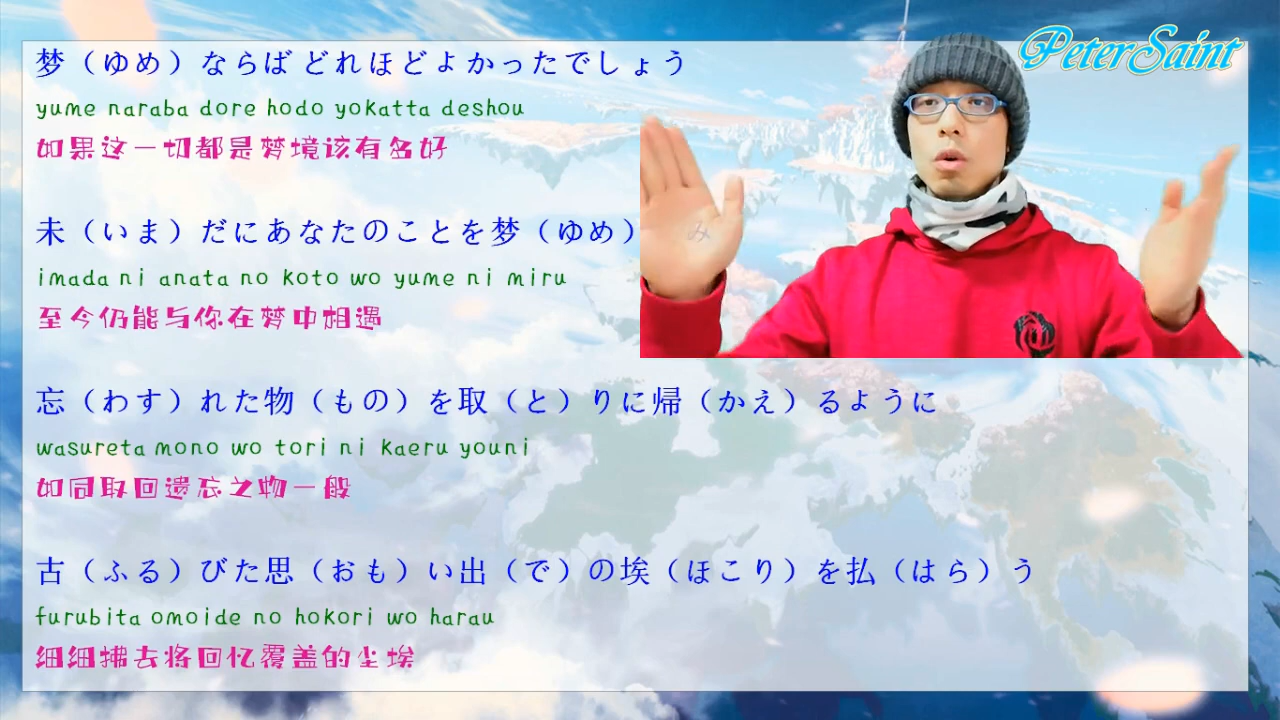 PeterSaint
梦（ゆめ）ならば どれほどよかったでしょう
yume naraba dore hodo yokatta deshou
如果这一切都是梦境该有多好
未（いま）だにあなたのことを梦（ゆめ）
imada ni anata no koto wo yume ni miru
至今仍能与你在梦中相遇
み
忘（わす）れた物（もの）を取（と）りに帰（かえ）るように
wasureta mono wo tori ni kaeru youni
如同取回遗忘之物一般
古（ふる）びた思（おも）い出（で）の埃（ほこり）を払（はら）う
furubita omoide no hokori wo harau
细细拂去将回忆覆盖的尘埃